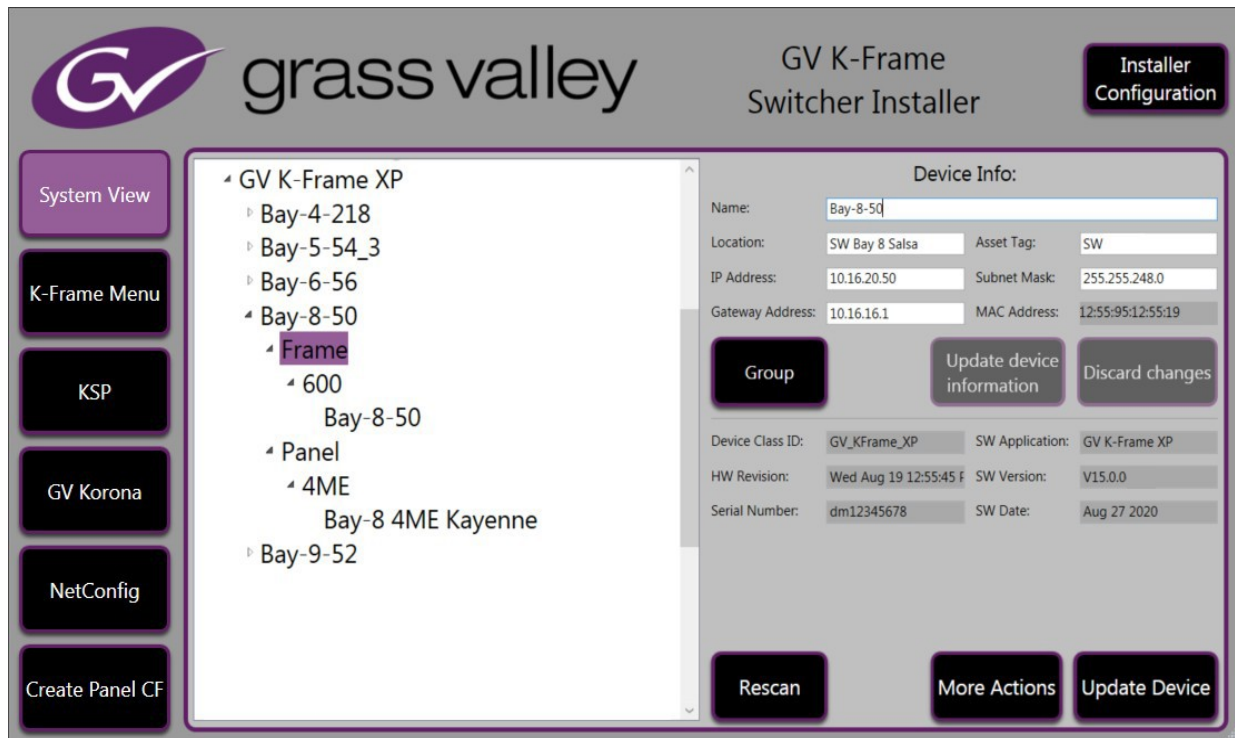 GV
grass valley
GV K-Frame
Switcher Installer
Installer
Configuration
System View
K-Frame Menu
KSP
GV Korona
NetConfig
Create Panel CF
GV K-Frame XP
Bay-4-218
Bay-5-54_3
Bay-6-56
Bay-8-50
Frame
600
Bay-8-50
Panel
4ME
Bay-8 4ME Kayenne
Bay-9-52
Device Info:
Name: Bay-8-50
Location: SW Bay 8 Salsa Asset Tag: SW
IP Address: 10.16.20.50 Subnet Mask: 255.255.248.0
Gateway Address: 10.16.16.1 MAC Address: 12:55:95:12:55:19
Group
Update device
information
Discard changes
Device Class ID: GV_KFrame_XP SW Application: GV K-Frame XP
HW Revision: Wed Aug 19 12:55:45 SW Version: V15.0.0
Serial Number: dm12345678 SW Date: Aug 27 2020
Rescan
More Actions
Update Device